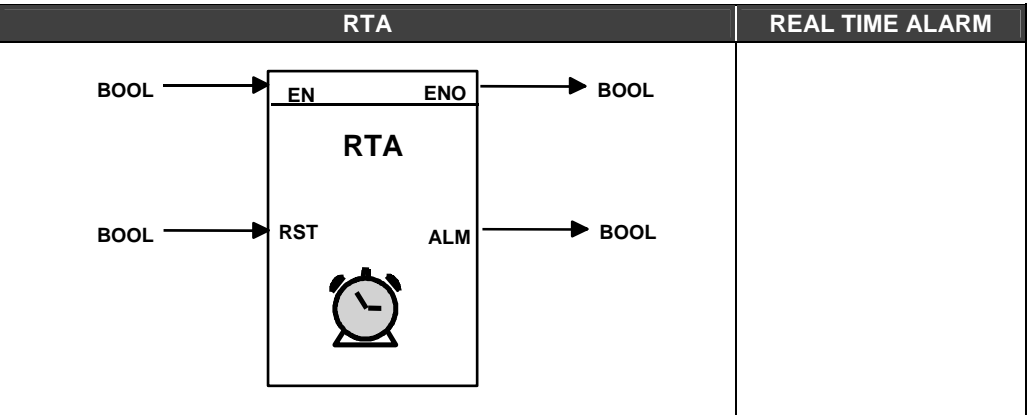 RTA REAL TIME ALARM
BOOL EN ENO BOOL
RTA
BOOL RST ALM BOOL